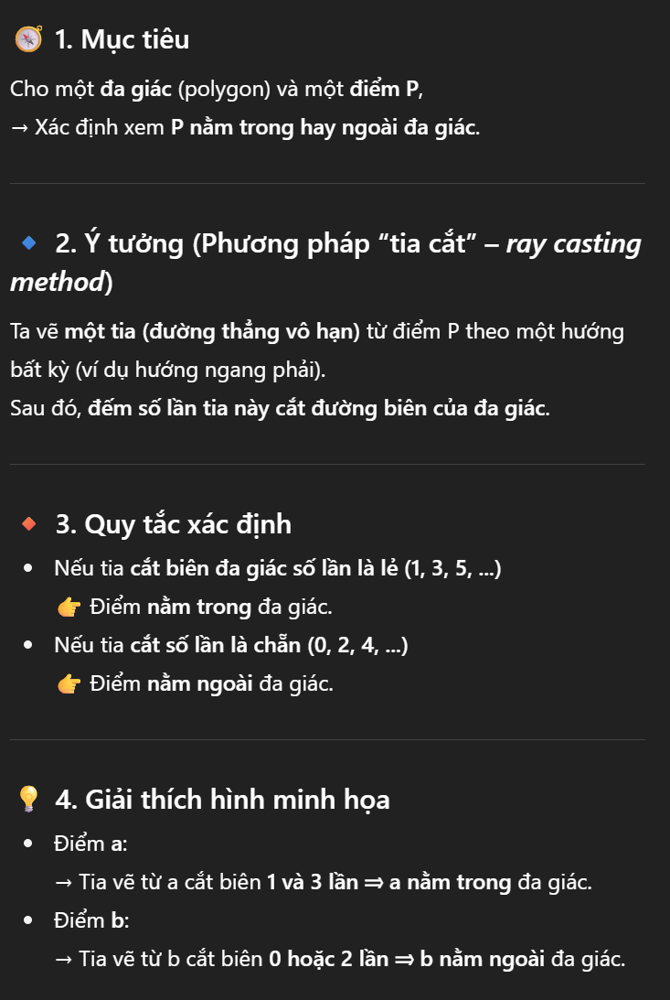 🧭 1. Mục tiêu
Cho một đa giác (polygon) và một điểm P,
→ Xác định xem P nằm trong hay ngoài đa giác.
🔹 2. Ý tưởng (Phương pháp “tia cắt” – ray casting
method)
Ta vẽ một tia (đường thẳng vô hạn) từ điểm P theo một hướng
bất kỳ (ví dụ hướng ngang phải).
Sau đó, đếm số lần tia này cắt đường biên của đa giác.
🔸 3. Quy tắc xác định
• Nếu tia cắt biên đa giác số lần là lẻ (1, 3, 5, ...)
👉 Điểm nằm trong đa giác.
• Nếu tia cắt số lần là chẵn (0, 2, 4, ...)
👉 Điểm nằm ngoài đa giác.
💡 4. Giải thích hình minh họa
• Điểm a:
→ Tia vẽ từ a cắt biên 1 và 3 lần ⇒ a nằm trong đa giác.
• Điểm b:
→ Tia vẽ từ b cắt biên 0 hoặc 2 lần ⇒ b nằm ngoài đa giác.